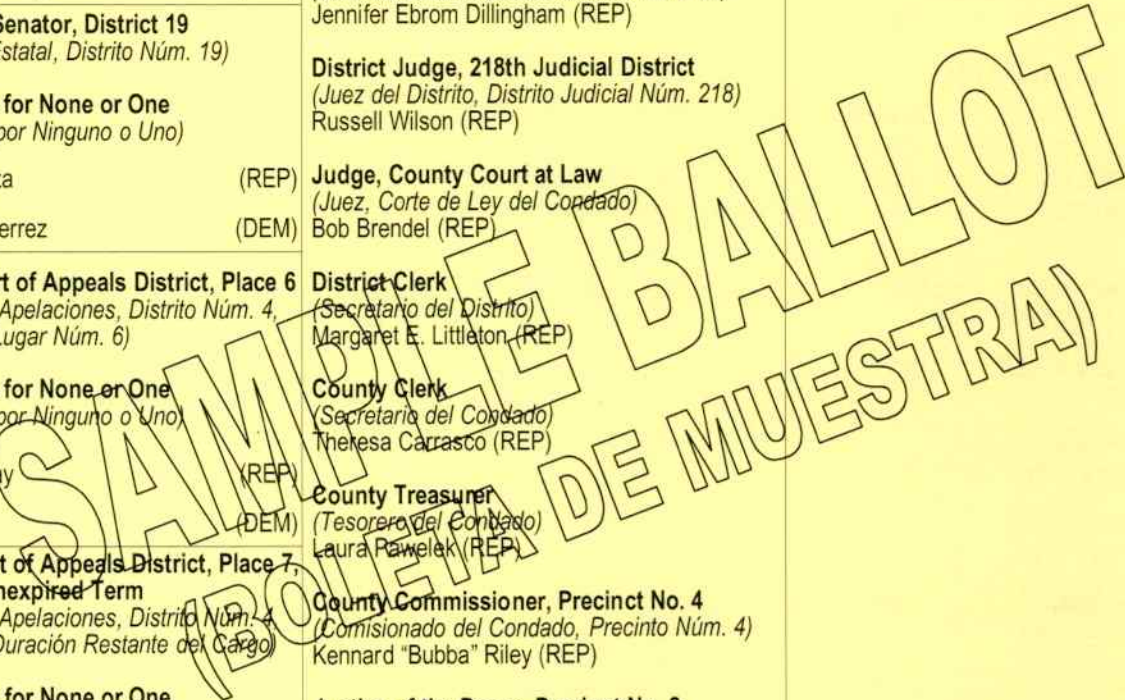 Senator, District 19
Estatal, Distrito Núm. 19)
for None or One
por Ninguno o Uno)
(REP)
errez (DEM)
rt of Appeals District, Place 6
Apelaciones, Distrito Núm. 4,
Lugar Núm. 6)
for None or One
por Ninguno o Uno)
(REP)
(DEM)
t of Appeals District, Place 7,
nexpired Term
Apelaciones, Distrito Núm. 4
Duración Restante del Cargo)
for None or One
Jennifer Ebrom Dillingham (REP)
District Judge, 218th Judicial District
(Juez del Distrito, Distrito Judicial Núm. 218)
Russell Wilson (REP)
Judge, County Court at Law
(Juez, Corte de Ley del Condado)
Bob Brendel (REP)
District Clerk
(Secretario del Distrito)
Margaret E. Littleton (REP)
County Clerk
(Secretario del Condado)
Theresa Carrasco (REP)
County Treasurer
(Tesorero del Condado)
Laura Pawelek (REP)
County Commissioner, Precinct No. 4
(Comisionado del Condado, Precinto Núm. 4)
Kennard "Bubba" Riley (REP)
SAMPLE BALLOT
(BOLETA DE MUESTRA)